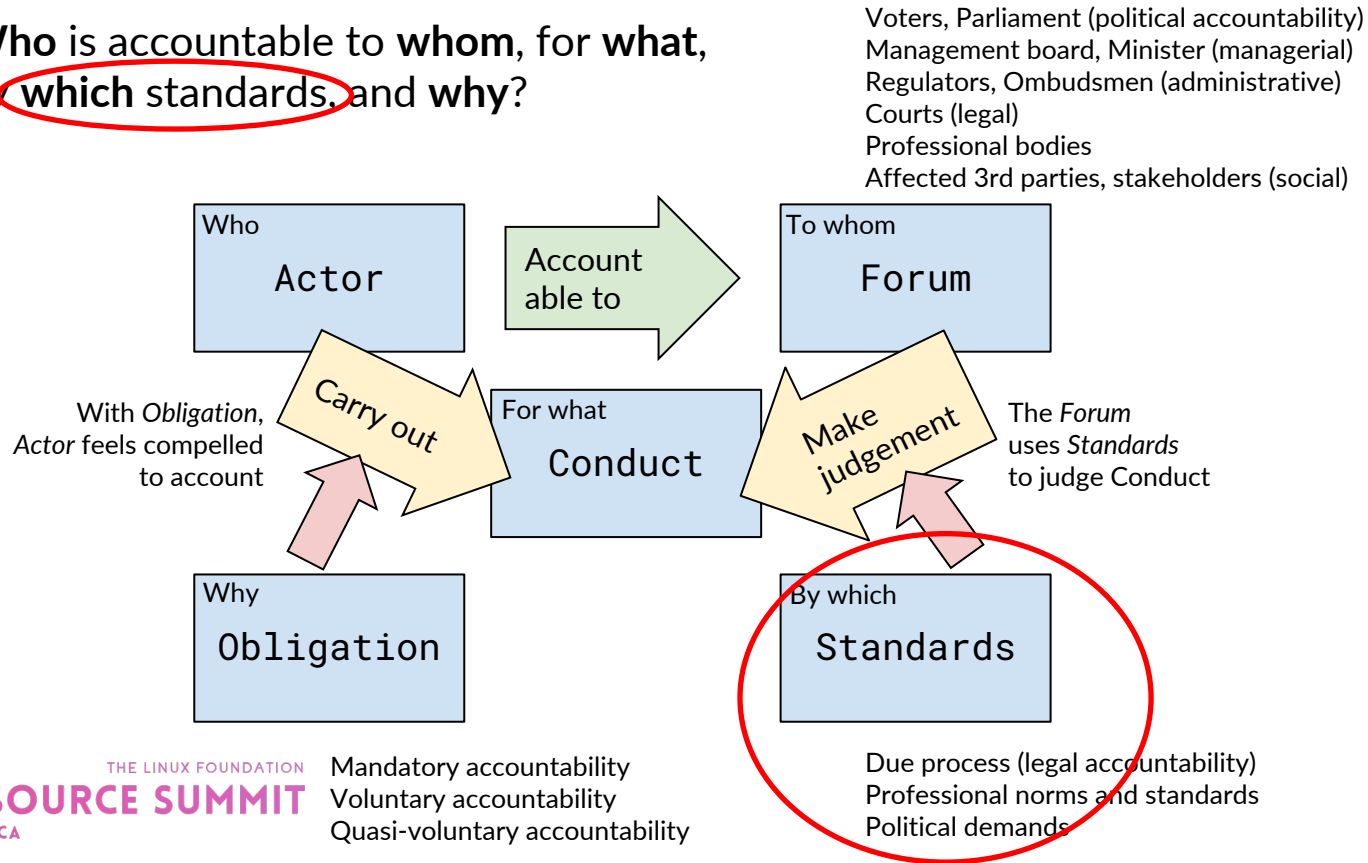 Who is accountable to whom, for what,
which standards, and why?
Voters, Parliament (political accountability)
Management board, Minister (managerial)
Regulators, Ombudsmen (administrative)
Courts (legal)
Professional bodies
Affected 3rd parties, stakeholders (social)
Who
Actor
Account
able to
To whom
Forum
With Obligation,
Actor feels compelled
to account
Carry out
For what
Conduct
Make
judgement
The Forum
uses Standards
to judge Conduct
Why
Obligation
By which
Standards
THE LINUX FOUNDATION
SOURCE SUMMIT
CA
Mandatory accountability
Voluntary accountability
Quasi-voluntary accountability
Due process (legal accountability)
Professional norms and standards
Political demands